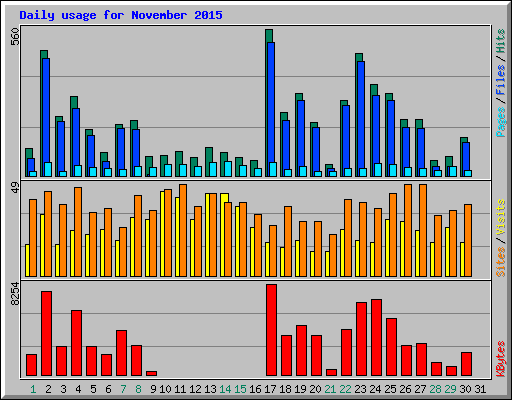 Daily usage for November 2015
560
Pages / Files / Hits
49
Sites / Visits
8254
KBytes
1 2 3 4 5 6 7 8 9 10 11 12 13 14 15 16 17 18 19 20 21 22 23 24 25 26 27 28 29 30 31